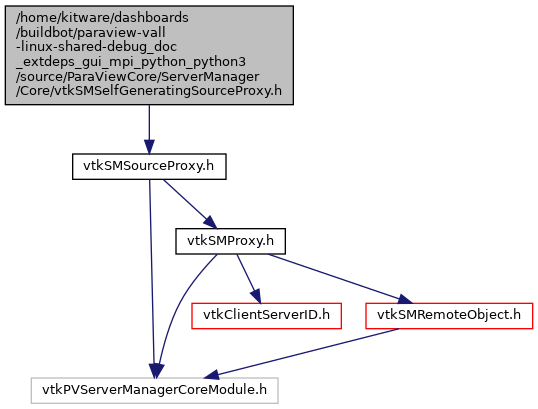 /home/kitware/dashboards
/buildbot/paraview-vall
-linux-shared-debug_doc
_extdeps_gui_mpi_python_python3
/source/ParaViewCore/ServerManager
/Core/vtkSMSelfGeneratingSourceProxy.h
vtkSMSourceProxy.h
vtkSMProxy.h
vtkClientServerID.h
vtkSMRemoteObject.h
vtkPVServerManagerCoreModule.h